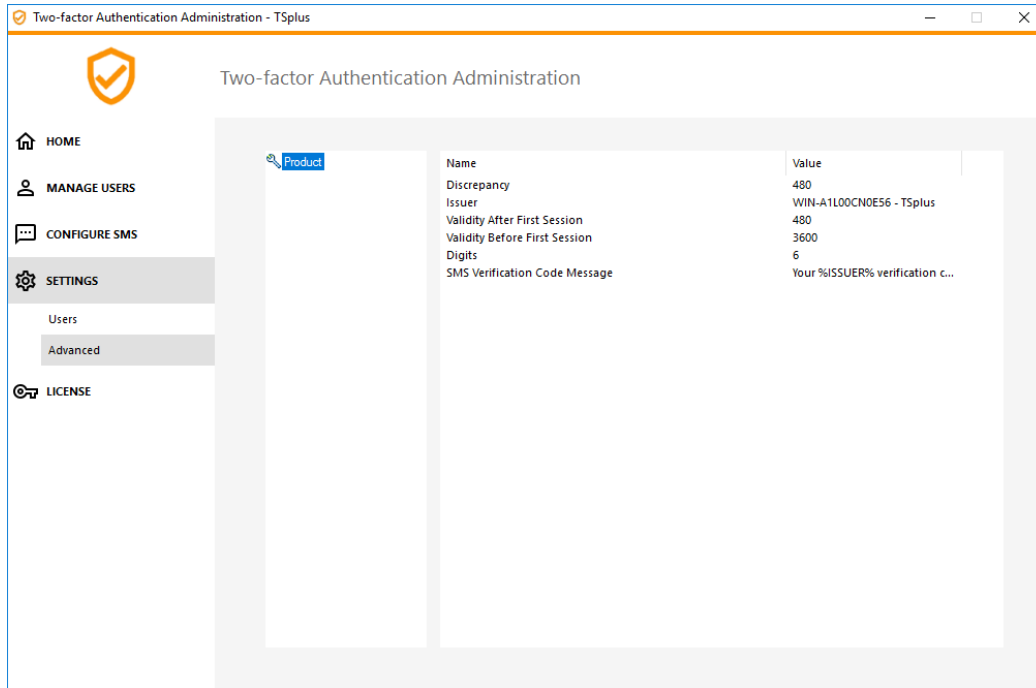 Two-factor Authentication Administration - TSplus
Two-factor Authentication Administration
HOME
MANAGE USERS
CONFIGURE SMS
SETTINGS
Users
Advanced
LICENSE
Product
Name Value
Discrepancy 480
Issuer WIN-A1L00CN0E56 - TSplus
Validity After First Session 480
Validity Before First Session 3600
Digits 6
SMS Verification Code Message Your %ISSUER% verification c...